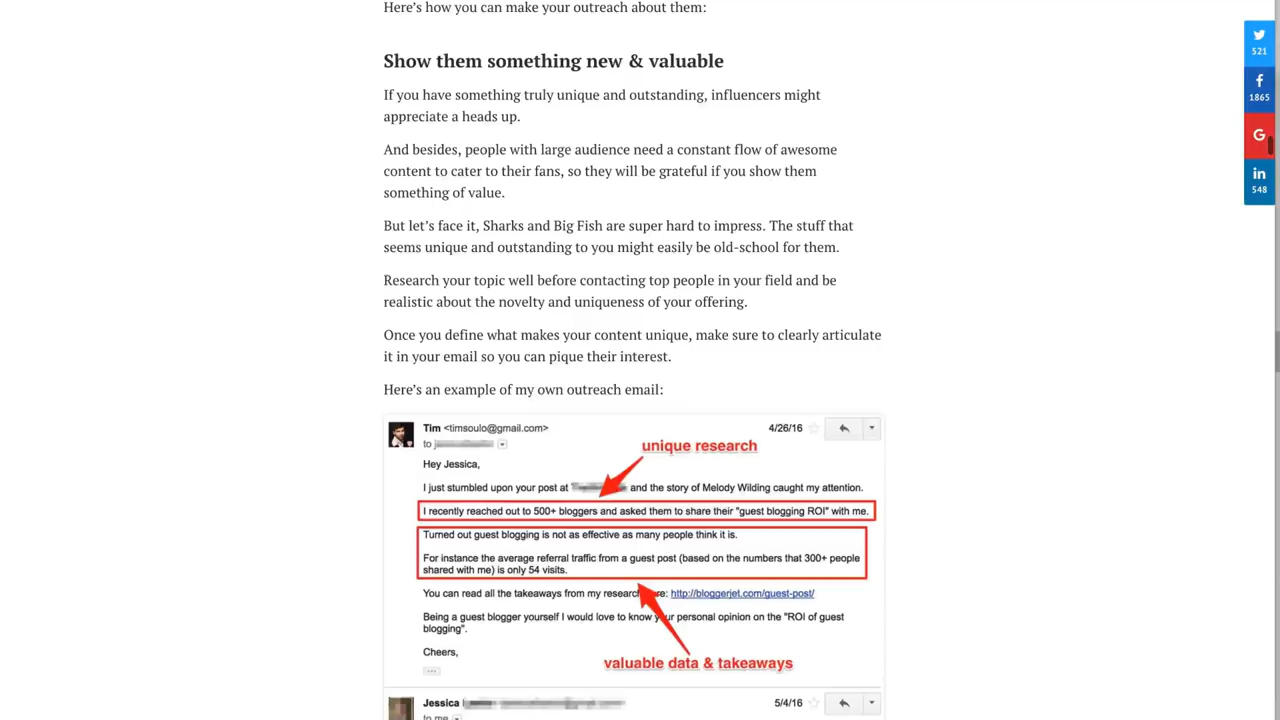 Here’s how you can make your outreach about them:
Show them something new & valuable
If you have something truly unique and outstanding, influencers might
appreciate a heads up.
And besides, people with large audience need a constant flow of awesome
content to cater to their fans, so they will be grateful if you show them
something of value.
But let’s face it, Sharks and Big Fish are super hard to impress. The stuff that
seems unique and outstanding to you might easily be old-school for them.
Research your topic well before contacting top people in your field and be
realistic about the novelty and uniqueness of your offering.
Once you define what makes your content unique, make sure to clearly articulate
it in your email so you can pique their interest.
Here’s an example of my own outreach email:
Tim <timsoulo@gmail.com> 4/26/16
to
unique research
Hey Jessica,
I just stumbled upon your post at and the story of Melody Wilding caught my attention.
I recently reached out to 500+ bloggers and asked them to share their "guest blogging ROI" with me.
Turned out guest blogging is not as effective as many people think it is.
For instance the average referral traffic from a guest post (based on the numbers that 300+ people
shared with me) is only 54 visits.
You can read all the takeaways from my research http://bloggerjet.com/guest-post/
Being a guest blogger yourself I would love to know your personal opinion on the "ROI of guest
blogging".
Cheers,
valuable data & takeaways
Jessica 5/4/16
to me
521
f
1865
G
in
548